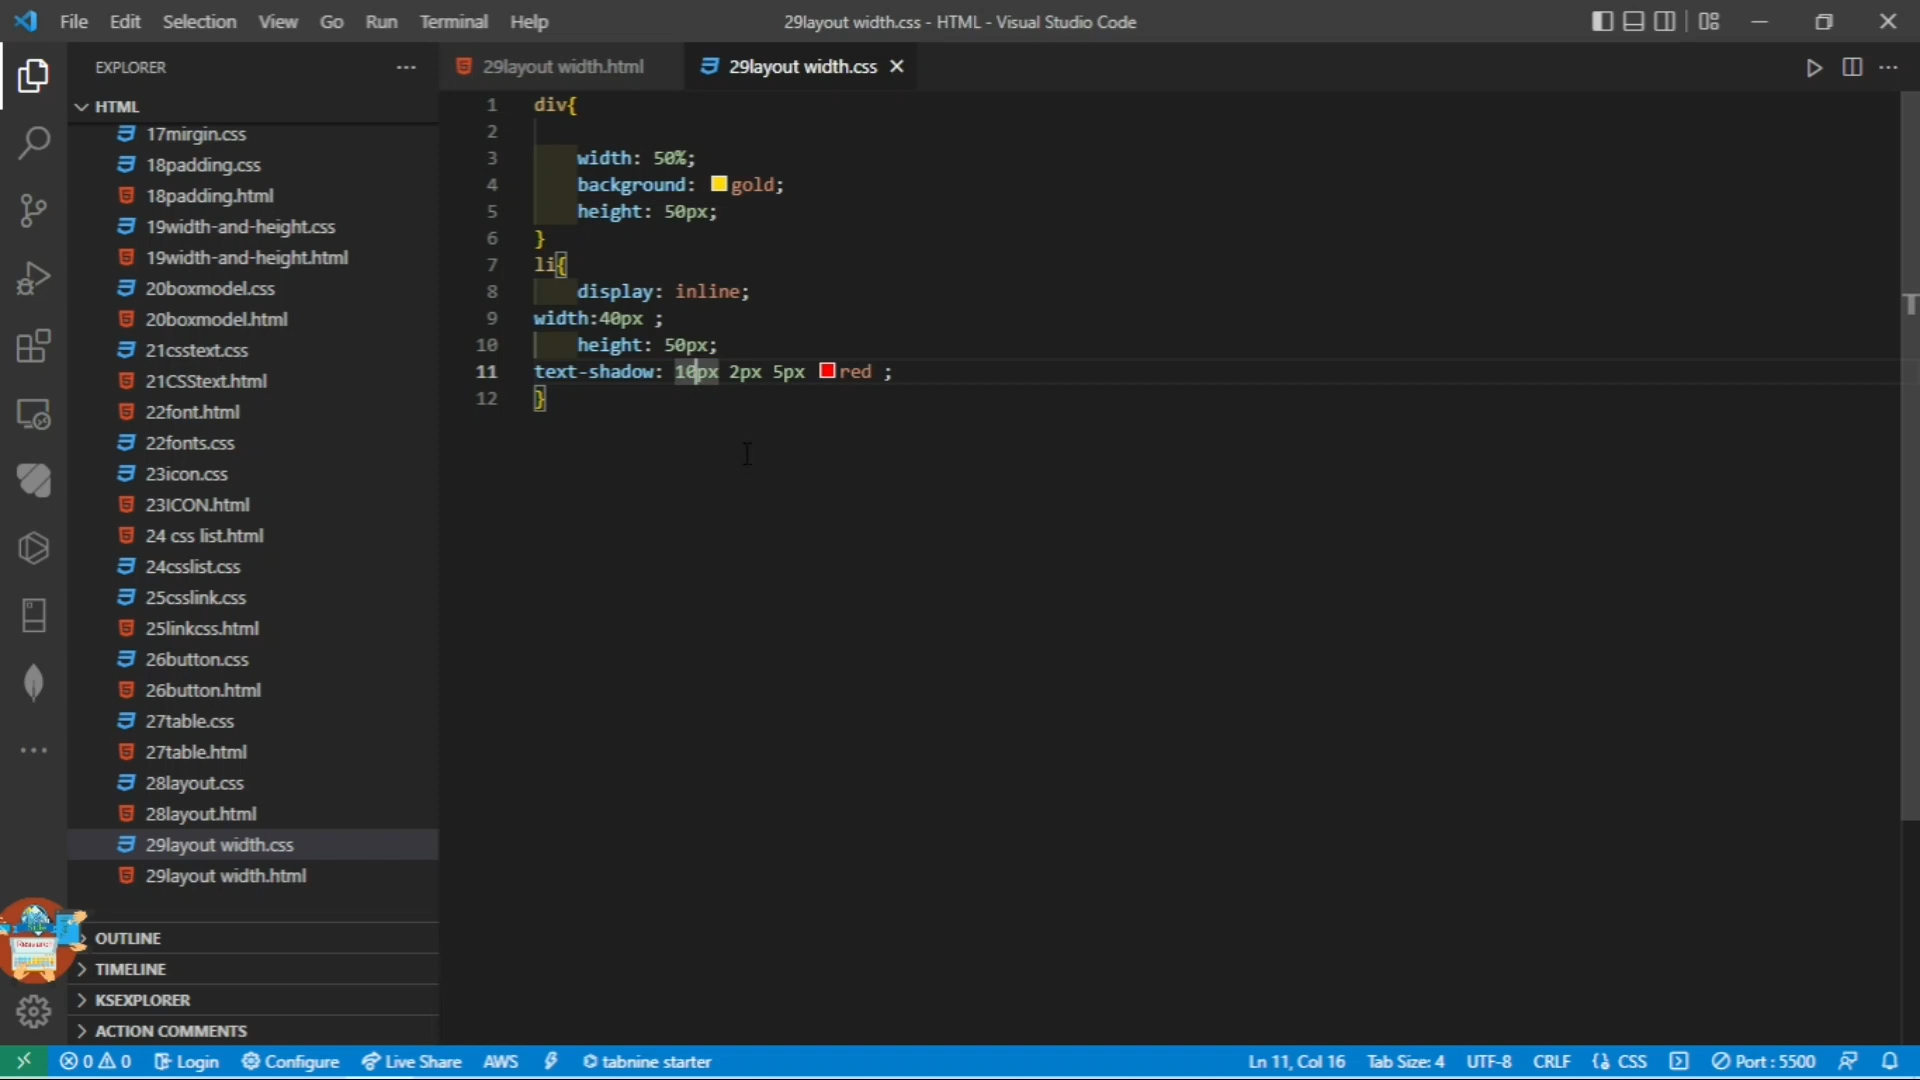 File Edit Selection View Go Run Terminal Help
29layout width.css - HTML - Visual Studio Code
EXPLORER
HTML
17mirgin.css
18padding.css
18padding.html
19width-and-height.css
19width-and-height.html
20boxmodel.css
20boxmodel.html
21csstext.css
21CSStext.html
22font.html
22fonts.css
23icon.css
23ICON.html
24 css list.html
24csslist.css
25csslink.css
25linkcss.html
26button.css
26button.html
27table.css
27table.html
28layout.css
28layout.html
29layout width.css
29layout width.html
OUTLINE
TIMELINE
KSEXPLORER
ACTION COMMENTS
29layout width.html
29layout width.css
1 div{
2
3 width: 50%;
4 background: gold;
5 height: 50px;
6 }
7 li{
8 display: inline;
9 width:40px ;
10 height: 50px;
11 text-shadow: 10px 2px 5px red ;
12 }
0 0 Login Configure Live Share AWS tabnine starter
Ln 11, Col 16 Tab Size: 4 UTF-8 CRLF {} CSS Port : 5500